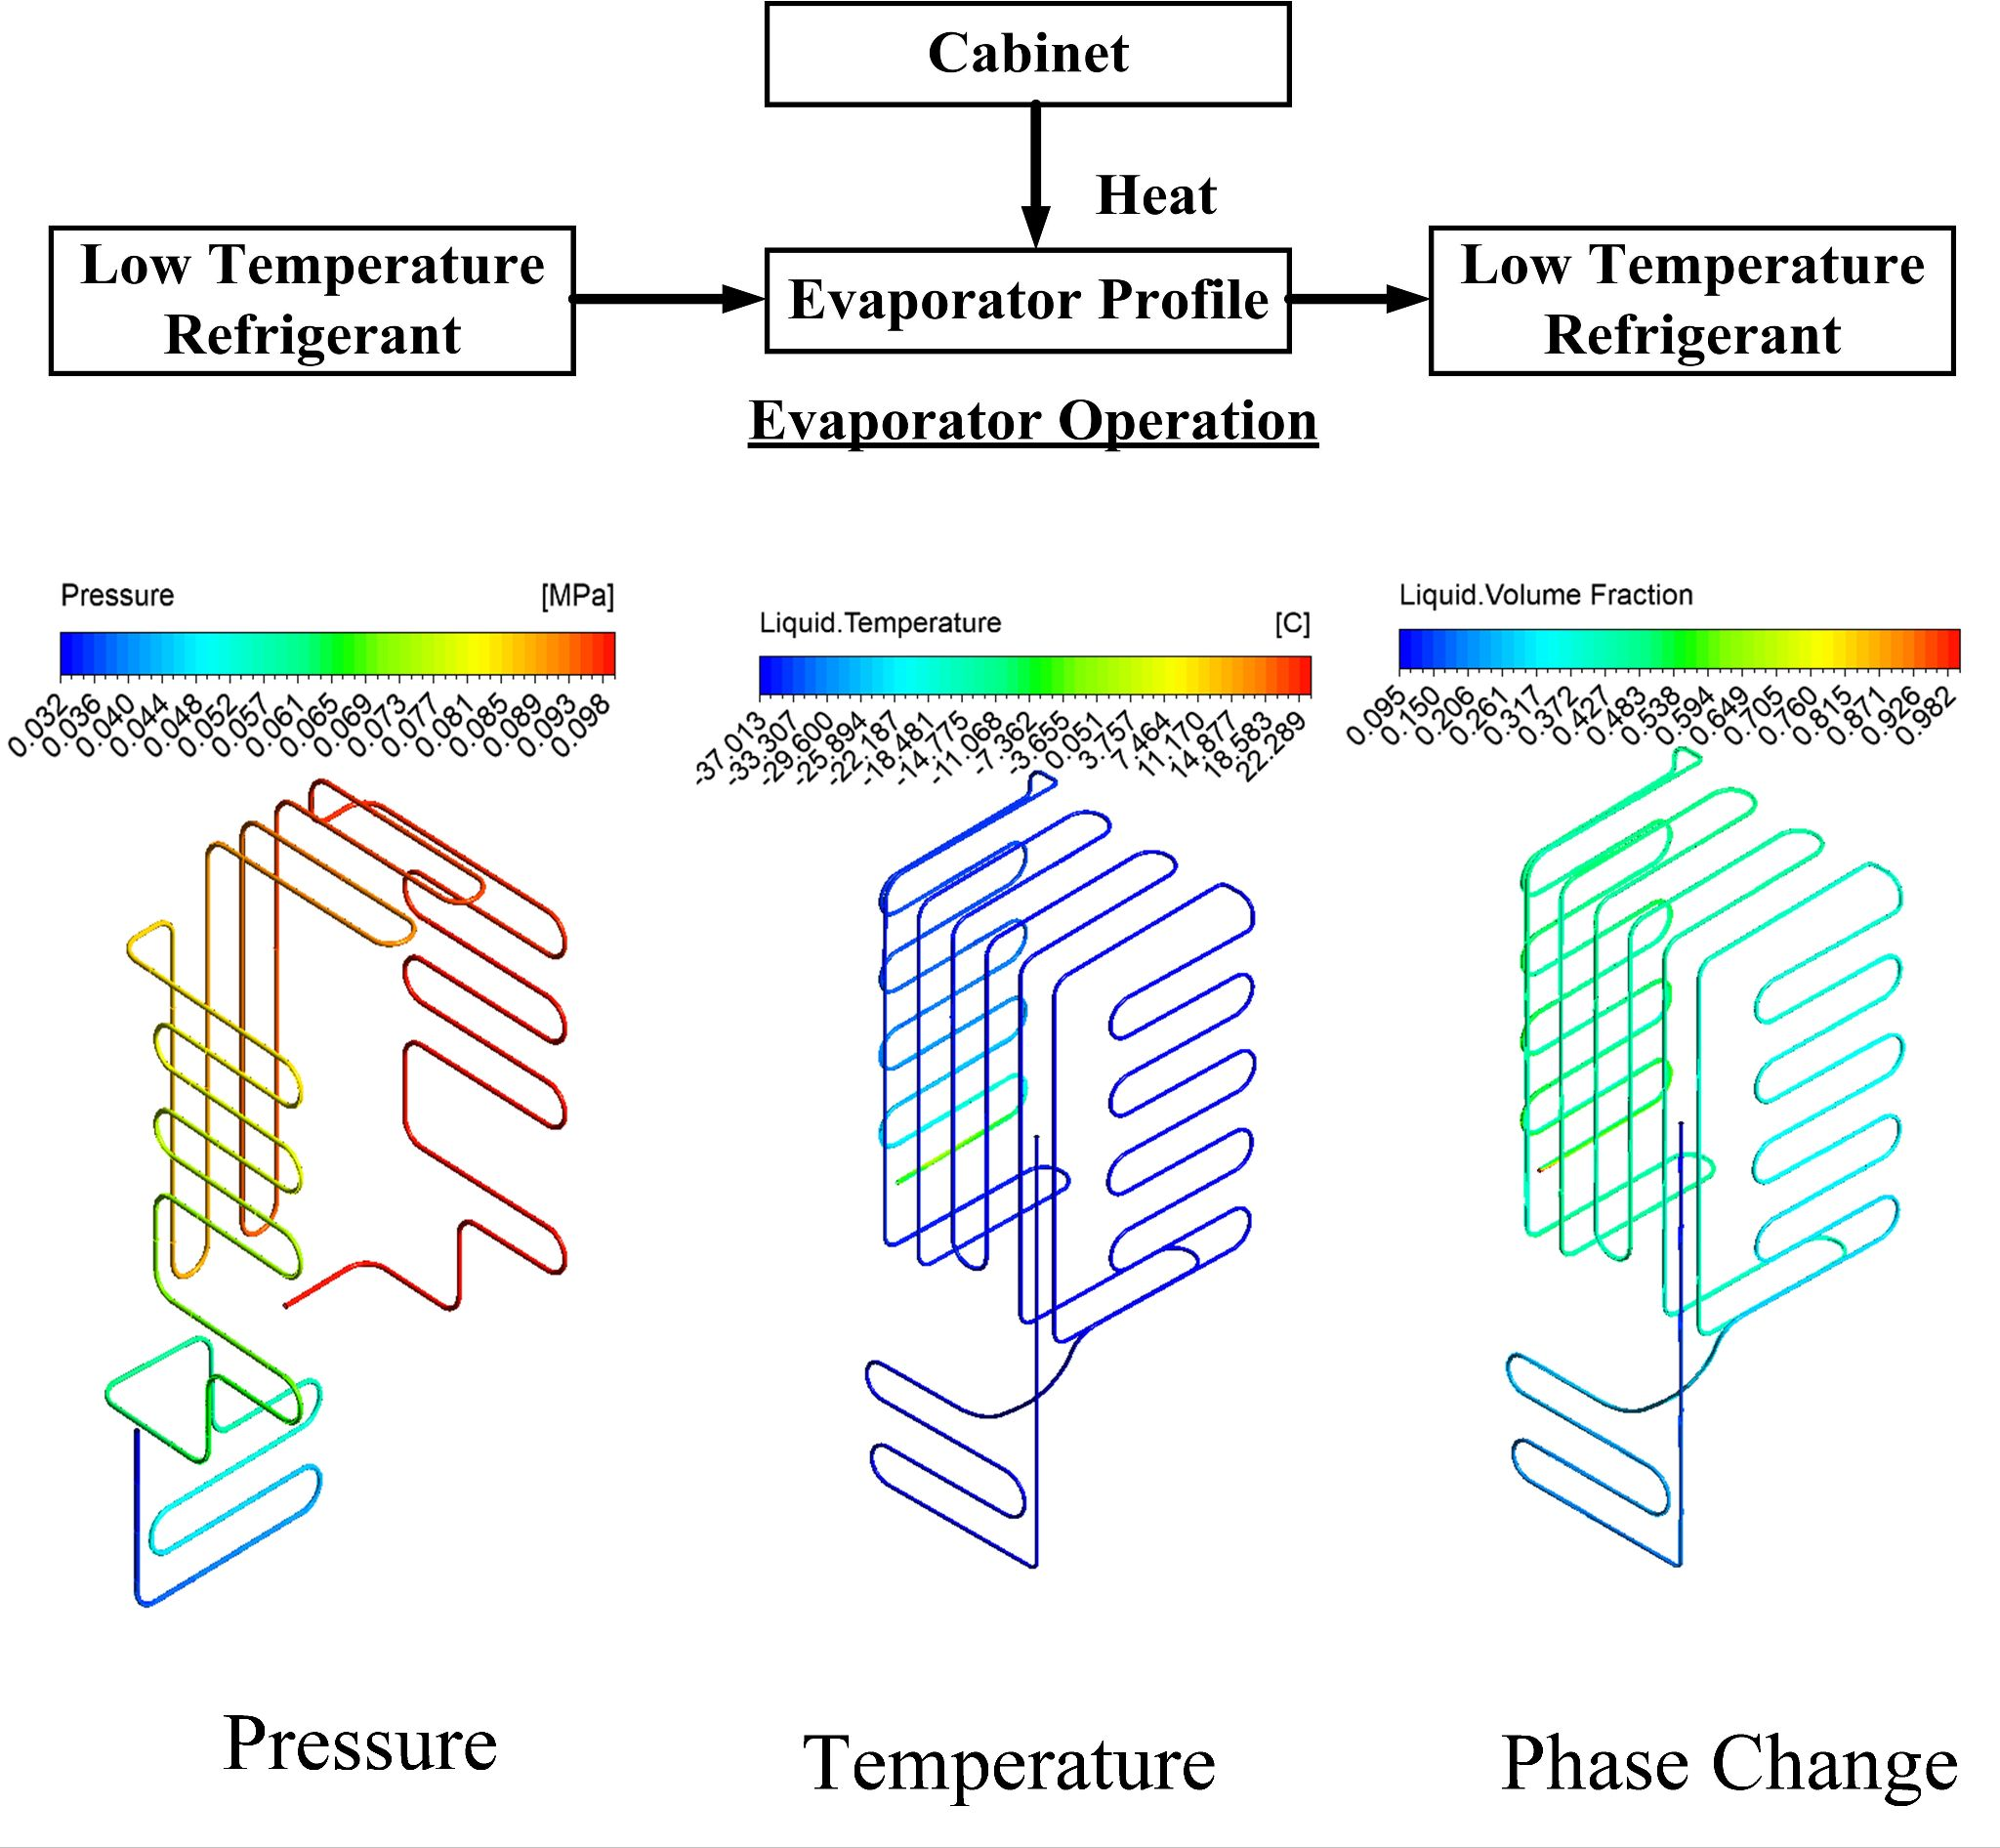 Cabinet
Heat
Low Temperature
Refrigerant
Evaporator Profile
Low Temperature
Refrigerant
Evaporator Operation
Pressure [MPa]
0.032 0.036 0.040 0.044 0.048 0.052 0.057 0.061 0.065 0.069 0.073 0.077 0.081 0.085 0.089 0.093 0.098
Liquid.Temperature [C]
-37.013 -33.307 -29.600 -25.894 -22.187 -18.481 -14.775 -11.068 -7.362 -3.655 0.051 3.757 7.464 11.170 14.877 18.583 22.289
Liquid.Volume Fraction
0.095 0.150 0.206 0.261 0.317 0.372 0.427 0.483 0.538 0.594 0.649 0.705 0.760 0.815 0.871 0.926 0.982
Pressure
Temperature
Phase Change